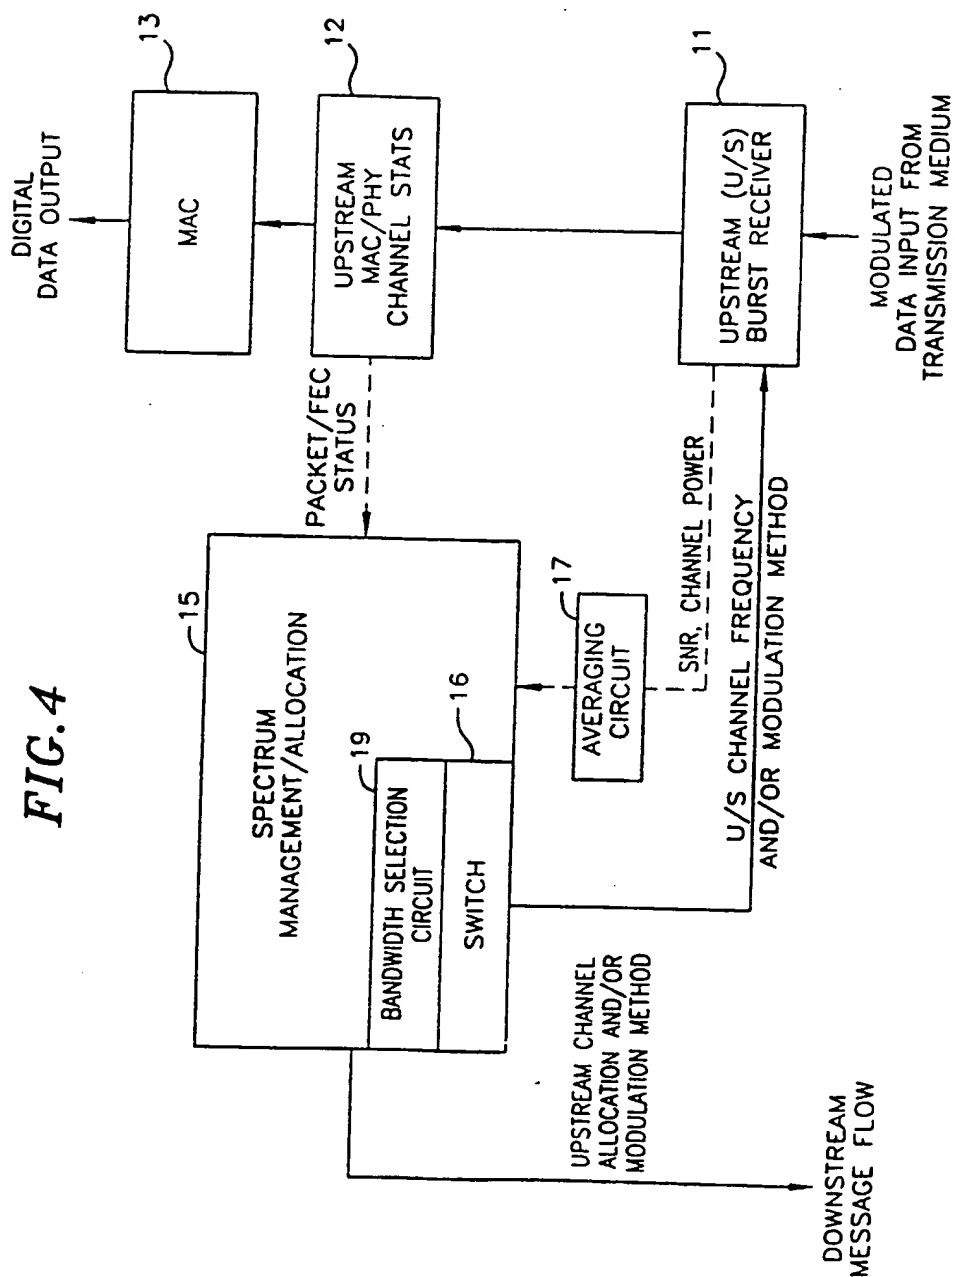 FIG.4
DIGITAL
DATA OUTPUT
13
MAC
12
UPSTREAM
MAC/PHY
CHANNEL STATS
11
UPSTREAM (U/S)
BURST RECEIVER
MODULATED
DATA INPUT FROM
TRANSMISSION MEDIUM
PACKET/FEC
STATUS
15
SPECTRUM
MANAGEMENT/ALLOCATION
19
BANDWIDTH SELECTION
CIRCUIT
16
SWITCH
17
AVERAGING
CIRCUIT
SNR, CHANNEL POWER
U/S CHANNEL FREQUENCY
AND/OR MODULATION METHOD
UPSTREAM CHANNEL
ALLOCATION AND/OR
MODULATION METHOD
DOWNSTREAM
MESSAGE FLOW